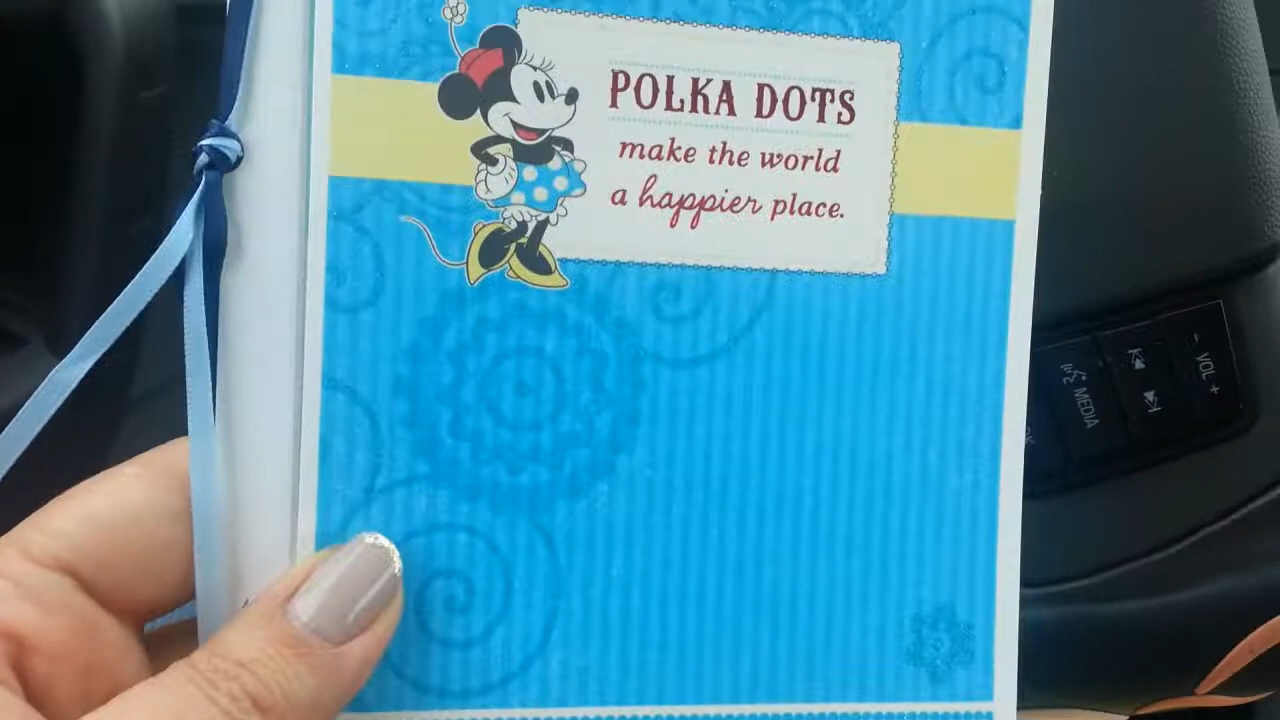 POLKA DOTS
make the world
a happier place.
MEDIA
- VOL +